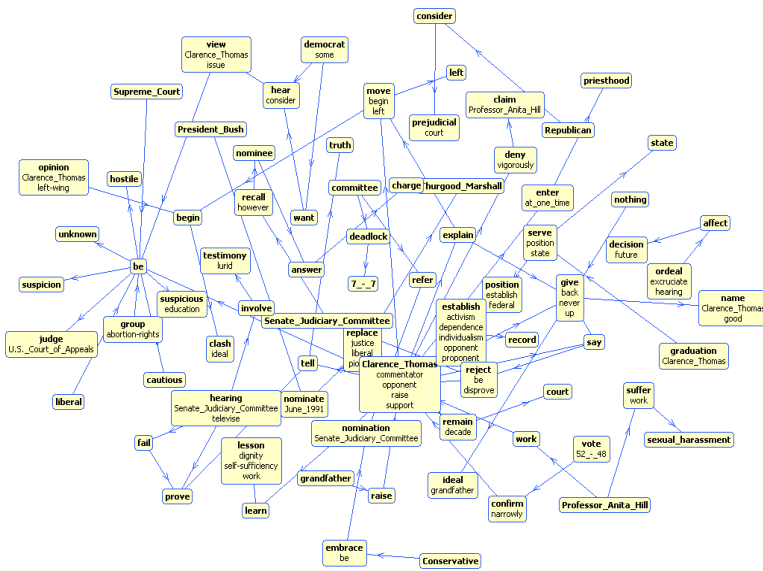 consider
view
Clarence_Thomas
issue
democrat
some
left
priesthood
Supreme_Court
hear
consider
move
begin
left
claim
Professor_Anita_Hill
prejudicial
court
President_Bush
Republican
truth
state
nominee
deny
vigorously
opinion
Clarence_Thomas
left-wing
hostile
committee
charge
Thurgood_Marshall
enter
at_one_time
nothing
recall
however
begin
want
serve
position
state
affect
unknown
deadlock
explain
decision
future
testimony
lurid
be
answer
ordeal
excruciate
hearing
suspicion
7_-_7
refer
position
establish
federal
give
back
never
up
suspicious
education
involve
name
Clarence_Thomas
good
group
abortion-rights
Senate_Judiciary_Committee
establish
activism
dependence
individualism
opponent
proponent
judge
U.S._Court_of_Appeals
clash
ideal
replace
justice
liberal
record
say
graduation
Clarence_Thomas
tell
Clarence_Thomas
commentator
opponent
raise
support
reject
be
disprove
cautious
liberal
hearing
Senate_Judiciary_Committee
televise
nominate
June_1991
court
suffer
work
remain
decade
nomination
Senate_Judiciary_Committee
fail
lesson
dignity
self-sufficiency
work
work
vote
52_-_48
sexual_harassment
grandfather
ideal
grandfather
prove
raise
learn
confirm
narrowly
Professor_Anita_Hill
embrace
be
Conservative